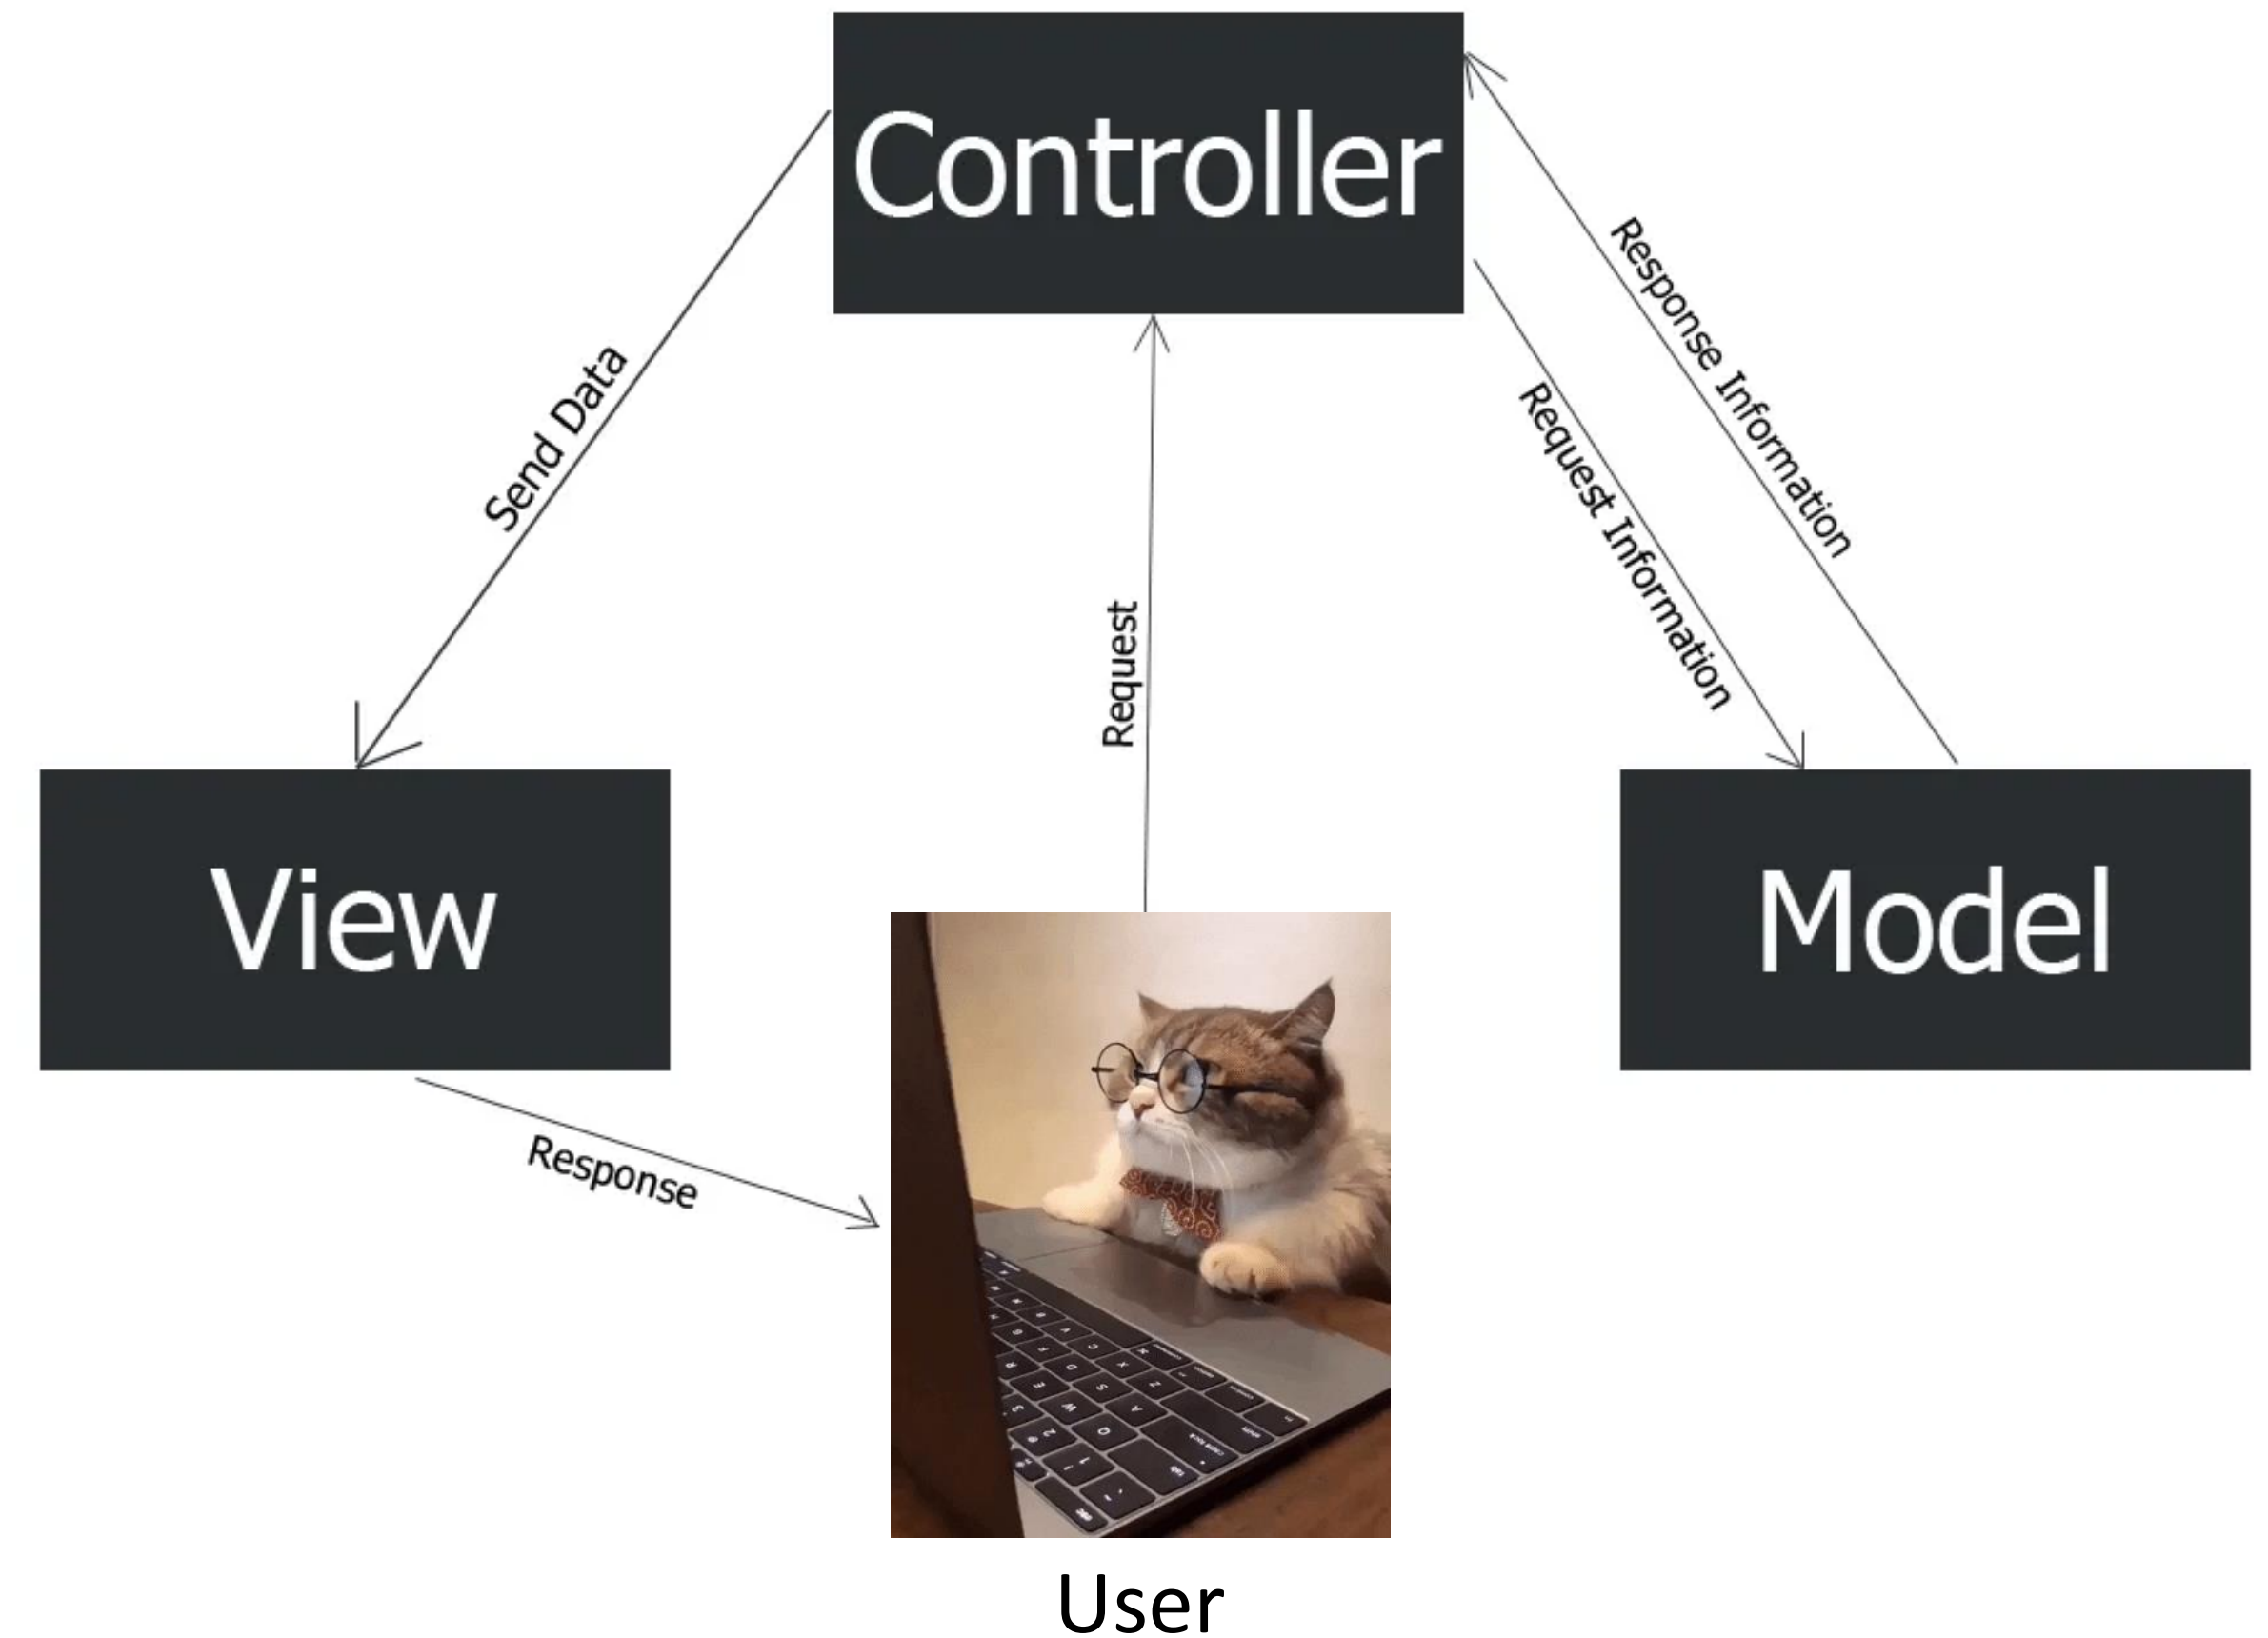 Controller
Send Data
Response Information
Request Information
Request
View
Model
Response
User